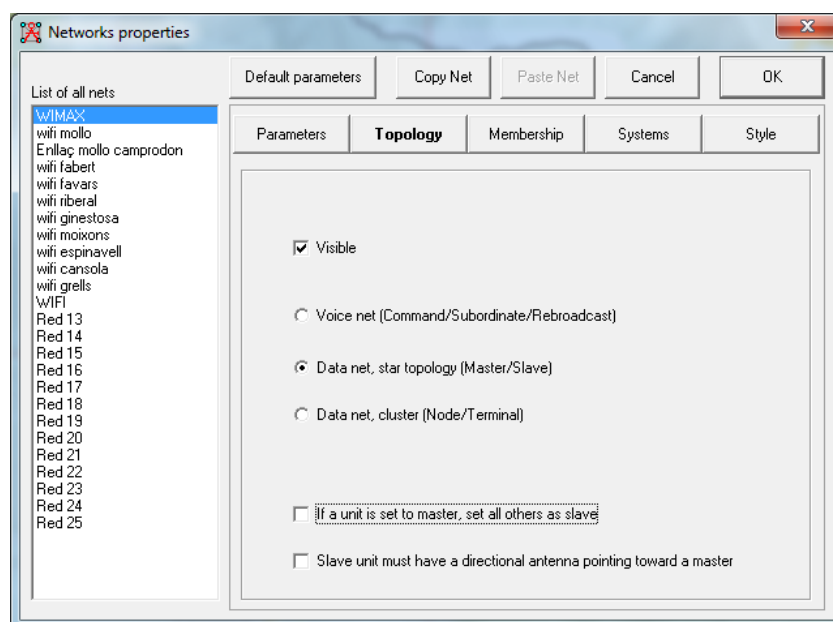 Networks properties
List of all nets
Default parameters
Copy Net
Paste Net
Cancel
OK
WIMAX
wifi mollo
Enllaç mollo camprodon
wifi fabert
wifi favars
wifi riberal
wifi ginestosa
wifi moixons
wifi espinavell
wifi cansola
wifi grells
WIFI
Red 13
Red 14
Red 15
Red 16
Red 17
Red 18
Red 19
Red 20
Red 21
Red 22
Red 23
Red 24
Red 25
Parameters
Topology
Membership
Systems
Style
Visible
Voice net (Command/Subordinate/Rebroadcast)
Data net, star topology (Master/Slave)
Data net, cluster (Node/Terminal)
If a unit is set to master, set all others as slave
Slave unit must have a directional antenna pointing toward a master